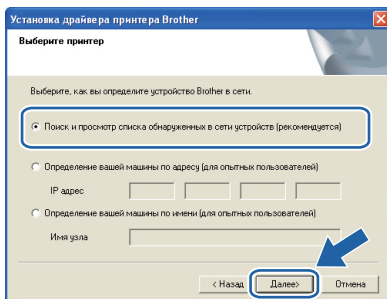 Установка драйвера принтера Brother
Выберите принтер
Выберите, как вы определите устройство Brother в сети.
Поиск и просмотр списка обнаруженных в сети устройств (рекомендуется)
Определение вашей машины по адресу (для опытных пользователей)
IP адрес
Определение вашей машины по имени (для опытных пользователей)
Имя узла
< Назад Далее> Отмена